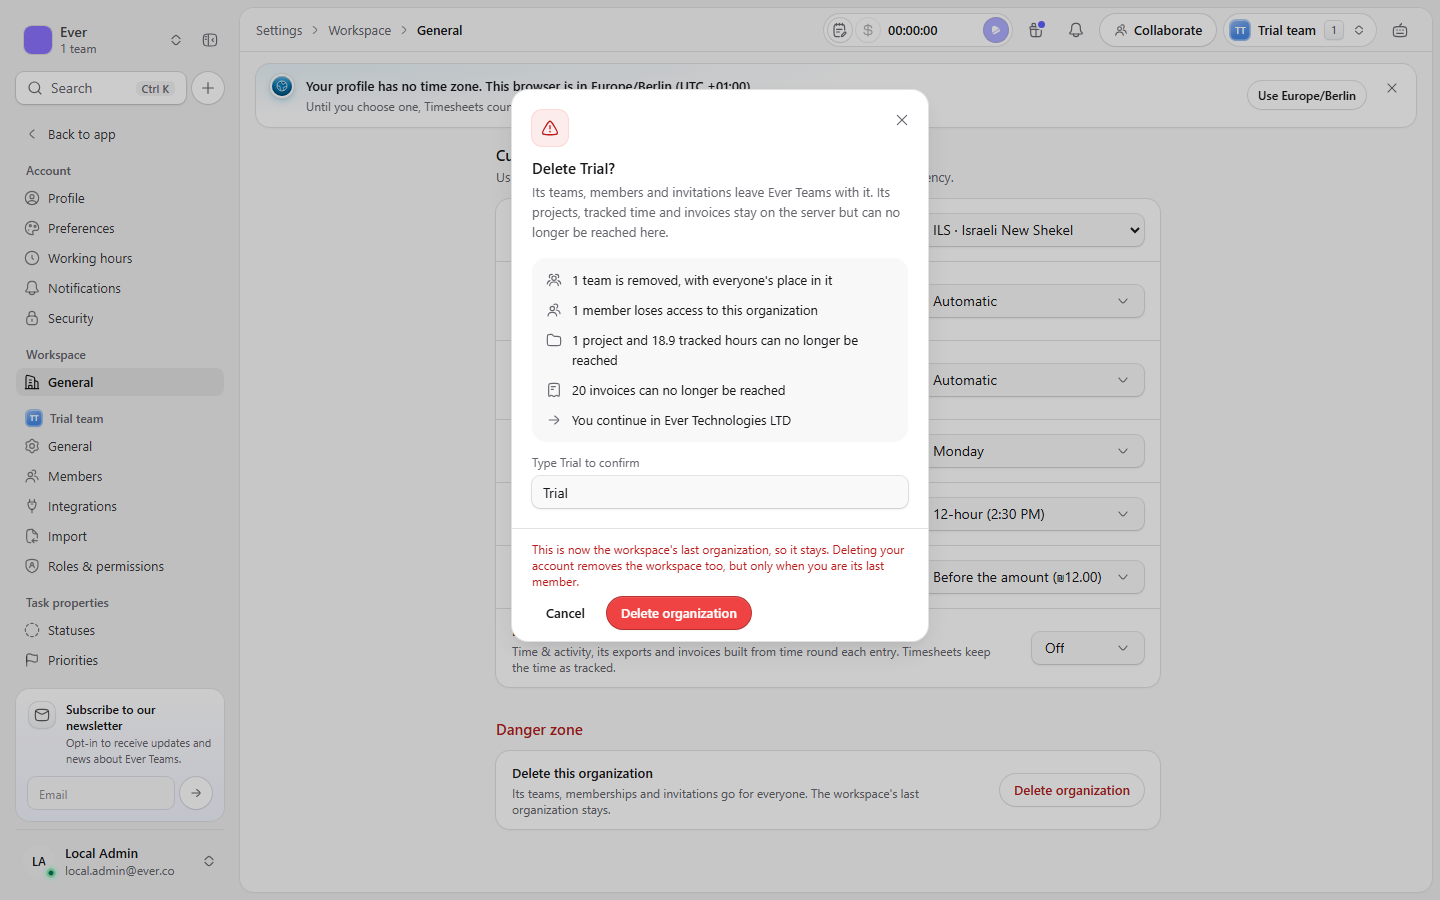 Ever
1 team
Search
Ctrl K
Back to app
Account
Profile
Preferences
Working hours
Notifications
Security
Workspace
General
TT Trial team
General
Members
Integrations
Import
Roles & permissions
Task properties
Statuses
Priorities
Subscribe to our
newsletter
Opt-in to receive updates and
news about Ever Teams.
Email
LA
Local Admin
local.admin@ever.co
Settings > Workspace > General
00:00:00
Collaborate
TT Trial team 1
Your profile has no time zone. This browser is in Europe/Berlin (UTC +01:00)
Until you choose one, Timesheets
Use Europe/Berlin
Delete Trial?
Its teams, members and invitations leave Ever Teams with it. Its
projects, tracked time and invoices stay on the server but can no
longer be reached here.
1 team is removed, with everyone's place in it
1 member loses access to this organization
1 project and 18.9 tracked hours can no longer be
reached
20 invoices can no longer be reached
You continue in Ever Technologies LTD
Type Trial to confirm
Trial
This is now the workspace's last organization, so it stays. Deleting your
account removes the workspace too, but only when you are its last
member.
Cancel
Delete organization
ILS · Israeli New Shekel
Automatic
Automatic
Monday
12-hour (2:30 PM)
Before the amount (₪12.00)
Time & activity, its exports and invoices built from time round each entry. Timesheets keep
the time as tracked.
Off
Danger zone
Delete this organization
Its teams, memberships and invitations go for everyone. The workspace's last
organization stays.
Delete organization